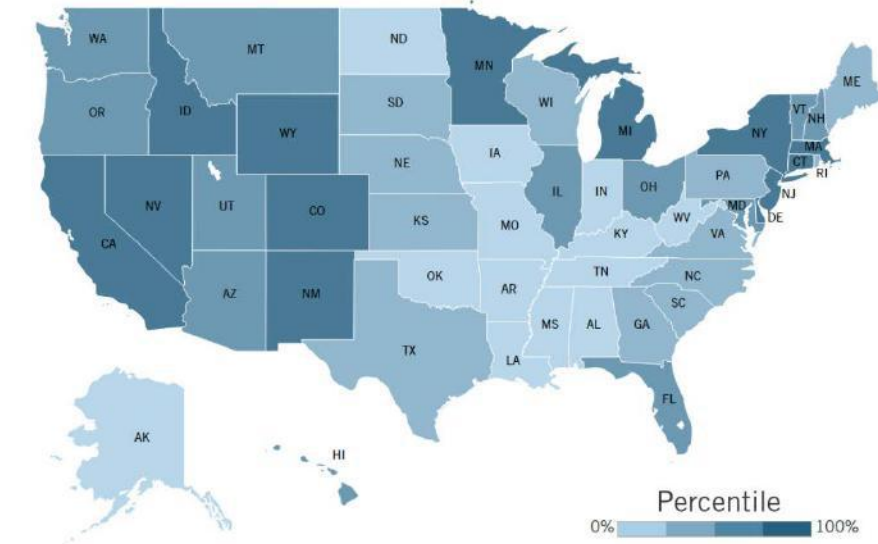 WA
MT
ND
MN
ME
OR
ID
SD
WI
VT
NH
WY
MI
NY
MA
CT
RI
IA
NE
PA
NJ
NV
UT
CO
IL
IN
OH
MD
DE
CA
KS
MO
WV
VA
KY
AZ
NM
OK
AR
TN
NC
SC
TX
MS
AL
GA
LA
FL
AK
HI
Percentile
0%
100%